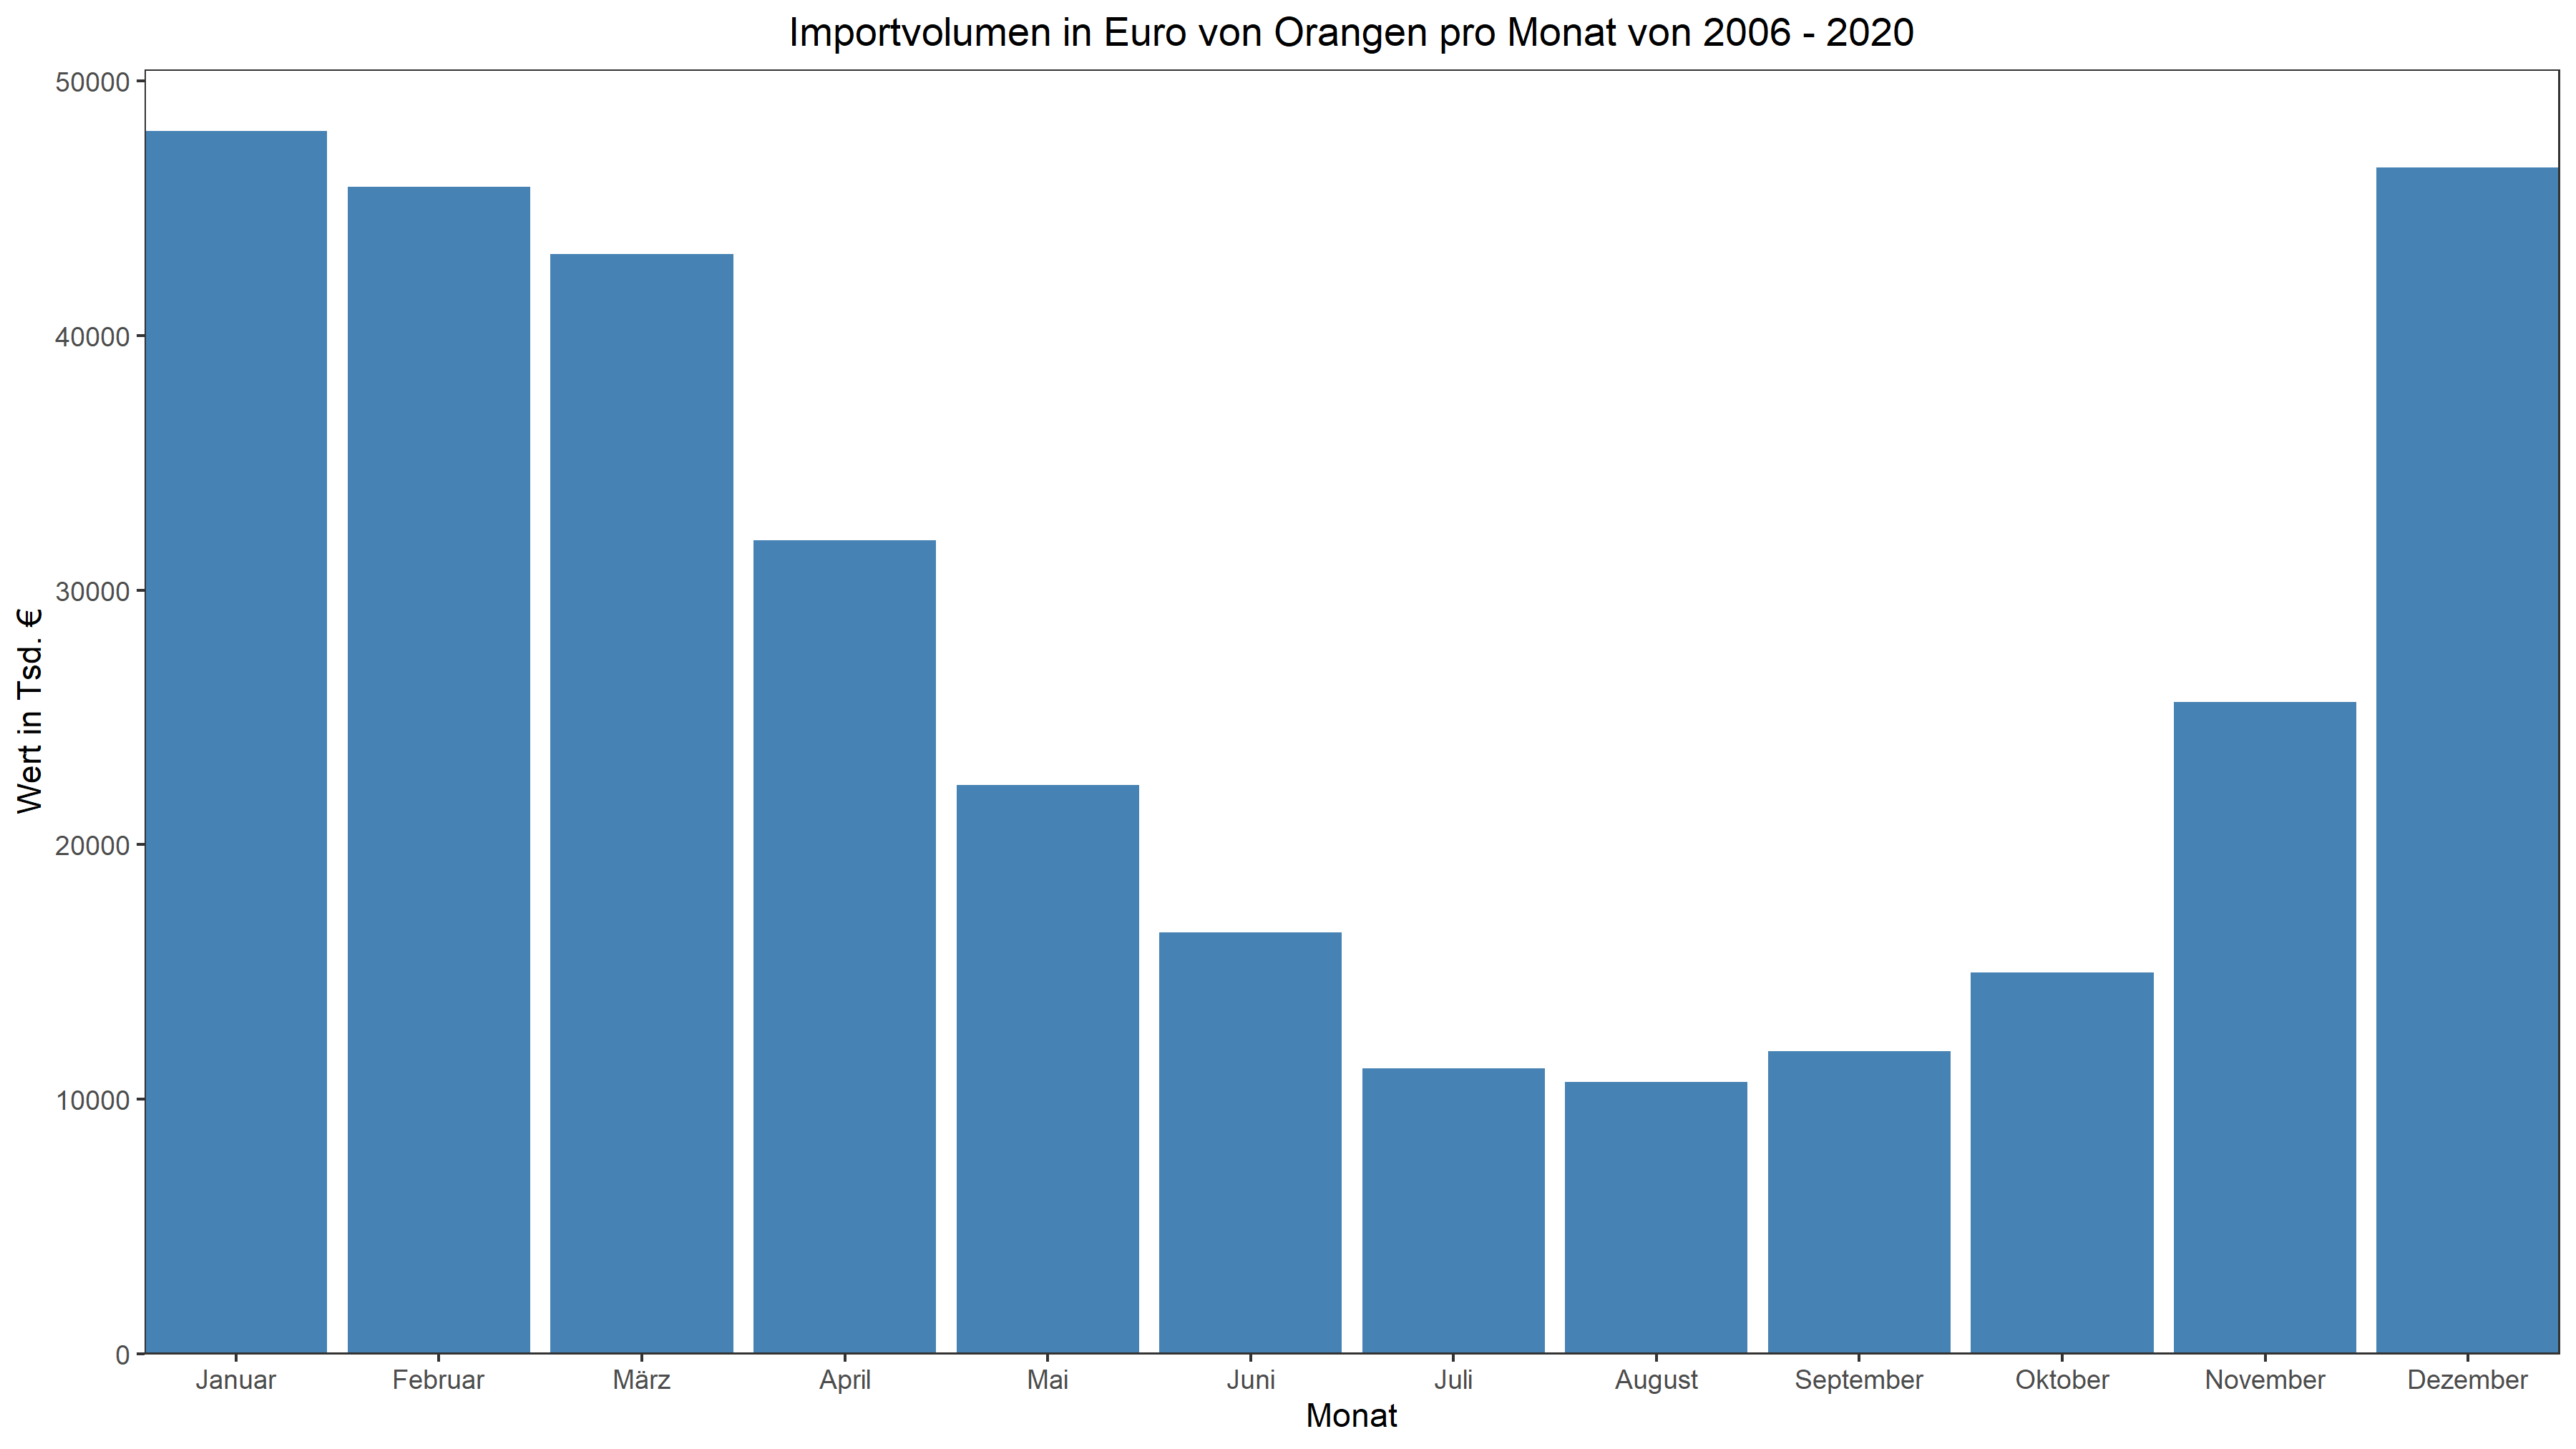 Importvolumen in Euro von Orangen pro Monat von 2006 - 2020
Wert in Tsd. €
50000
40000
30000
20000
10000
0
Januar Februar März April Mai Juni Juli August September Oktober November Dezember
Monat